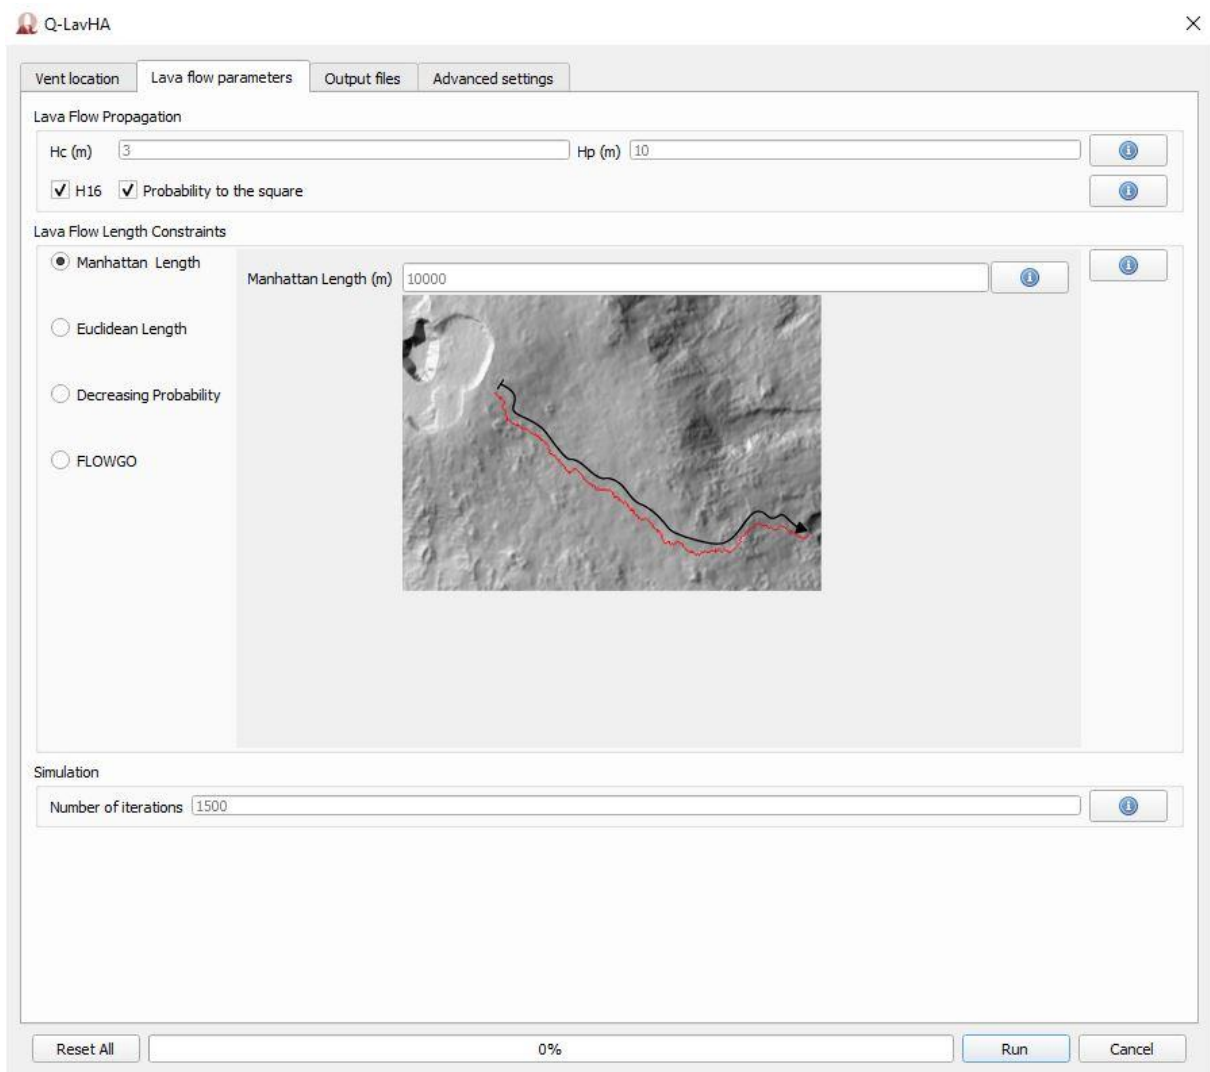 Q-LavHA
Vent location Lava flow parameters Output files Advanced settings
Lava Flow Propagation
Hc (m) 3 Hp (m) 10
H16 Probability to the square
Lava Flow Length Constraints
Manhattan Length
Manhattan Length (m) 10000
Euclidean Length
Decreasing Probability
FLOWGO
Simulation
Number of iterations 1500
Reset All 0% Run Cancel